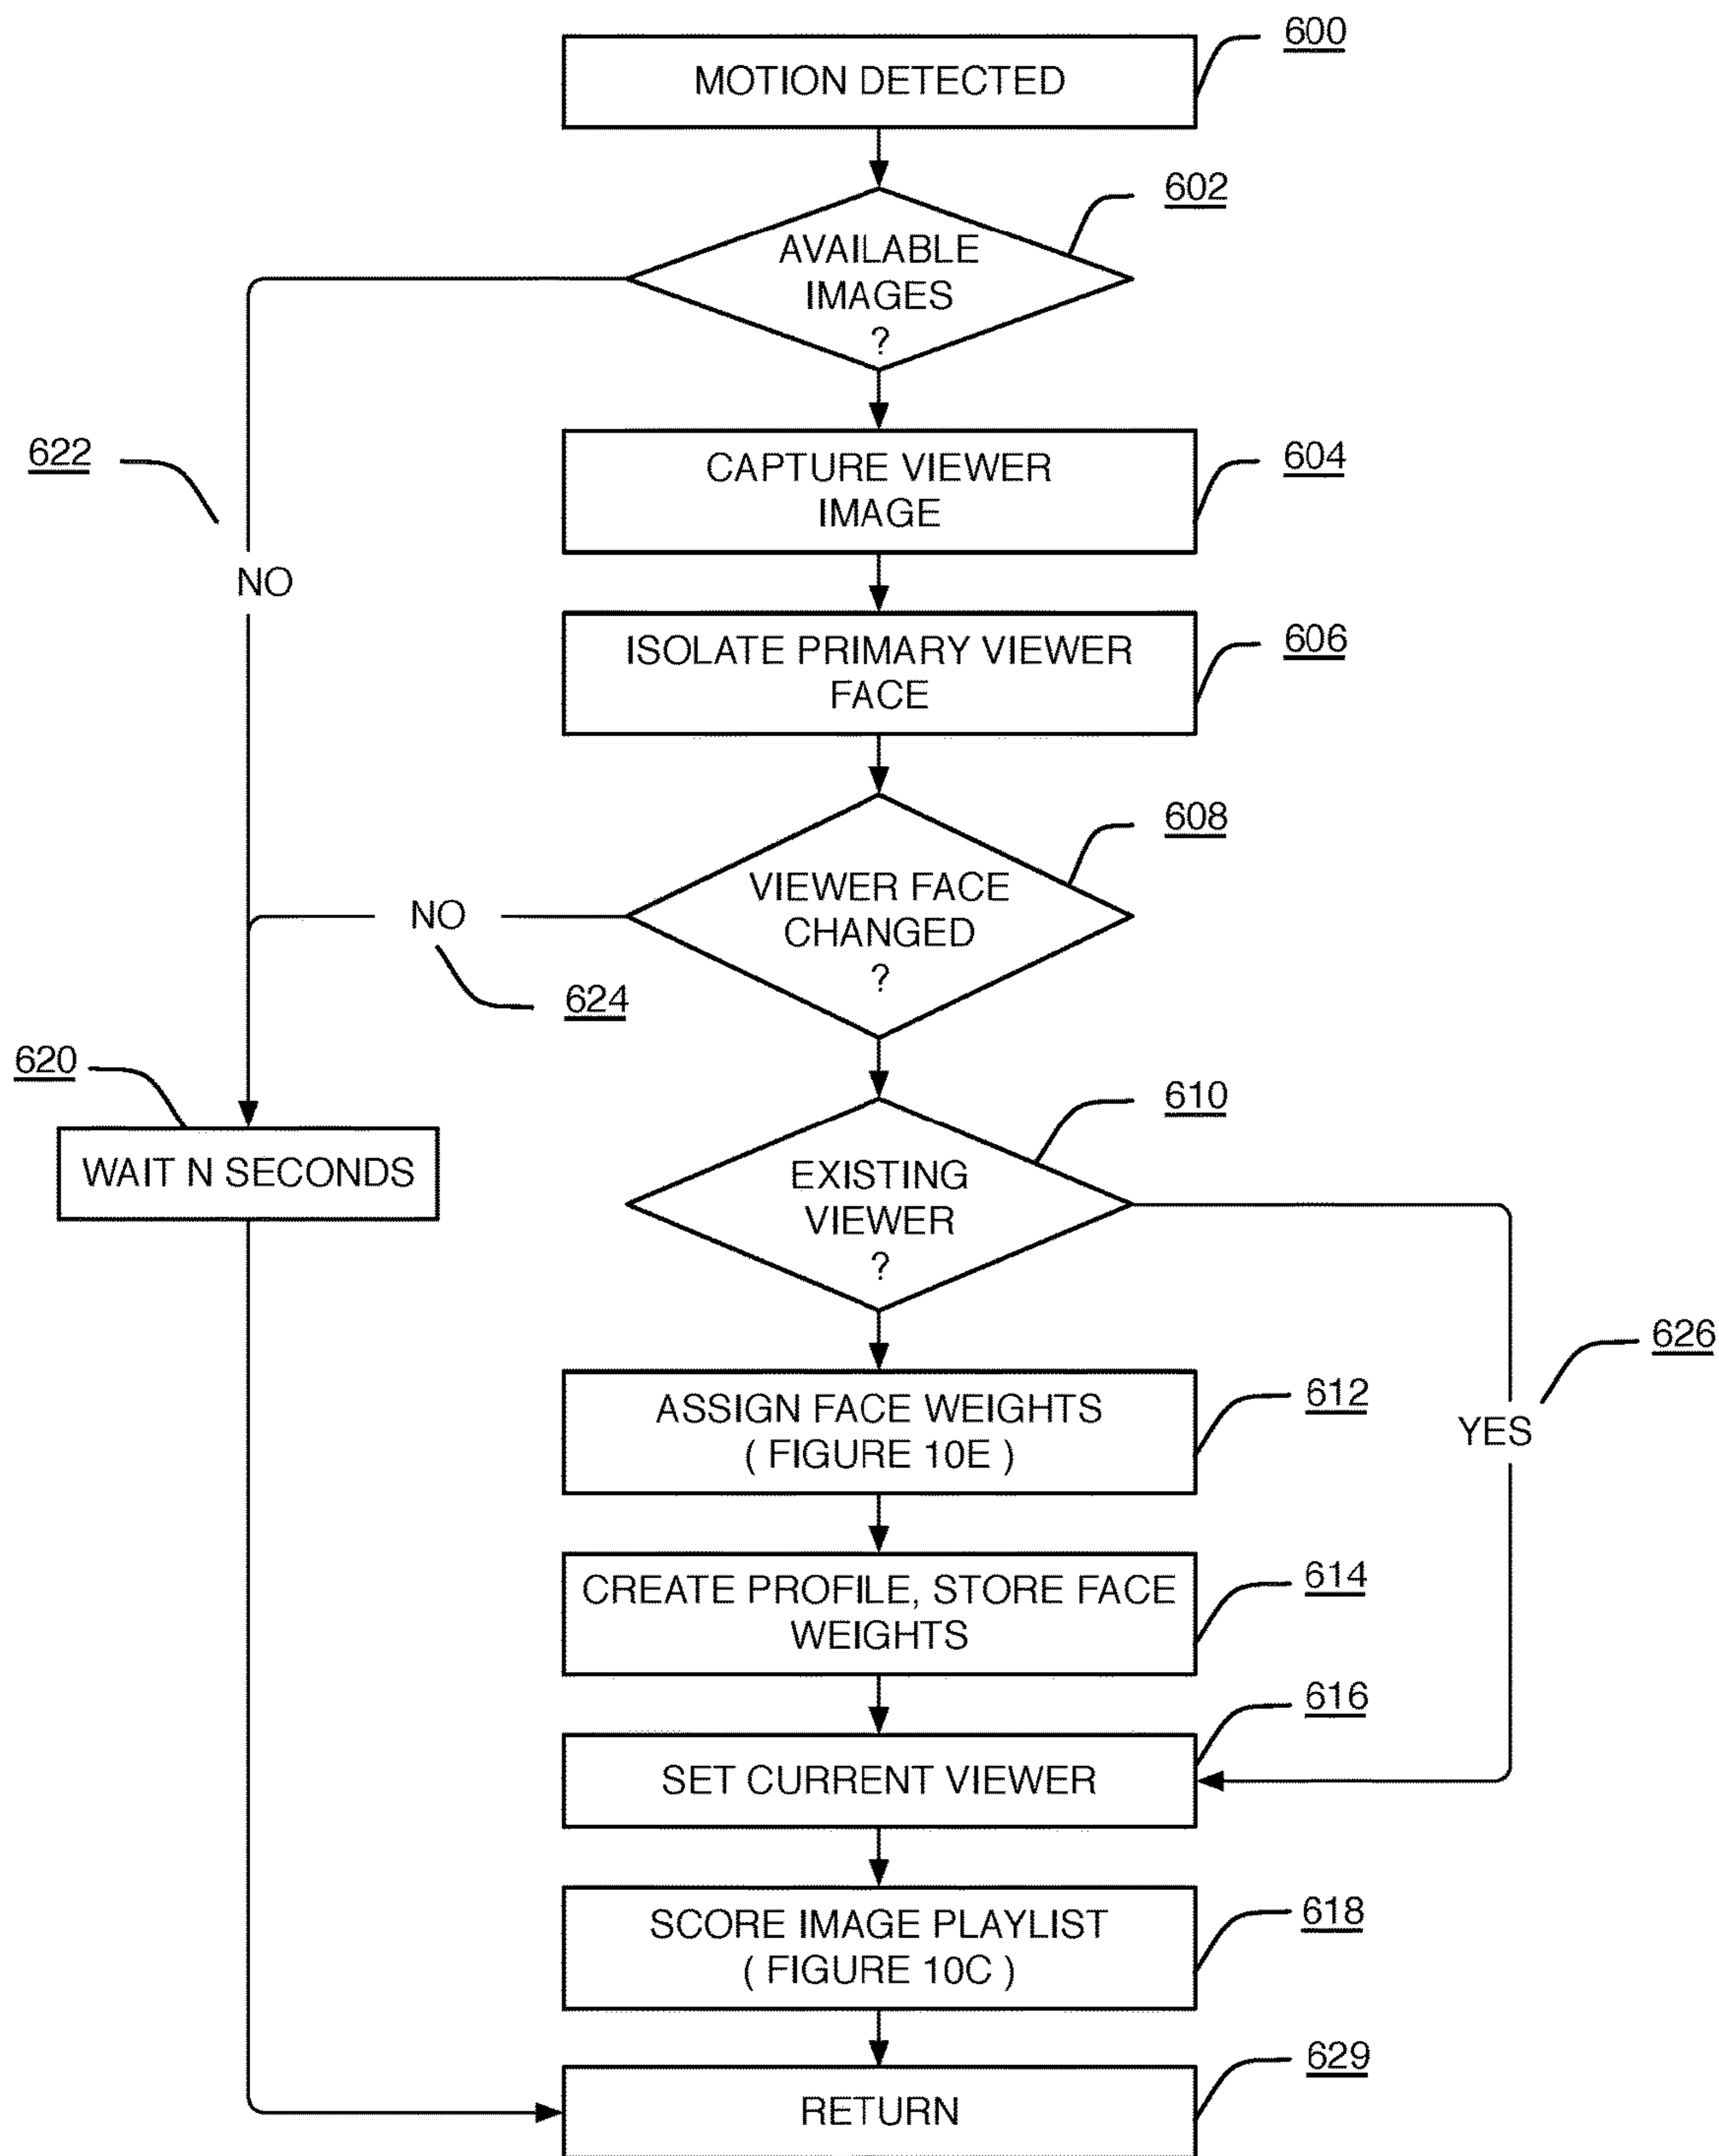 MOTION DETECTED
600
AVAILABLE
IMAGES
?
602
CAPTURE VIEWER
IMAGE
604
622
NO
ISOLATE PRIMARY VIEWER
FACE
606
VIEWER FACE
CHANGED
?
608
NO
624
620
WAIT N SECONDS
EXISTING
VIEWER
?
610
626
YES
ASSIGN FACE WEIGHTS
( FIGURE 10E )
612
CREATE PROFILE, STORE FACE
WEIGHTS
614
SET CURRENT VIEWER
616
SCORE IMAGE PLAYLIST
( FIGURE 10C )
618
RETURN
629